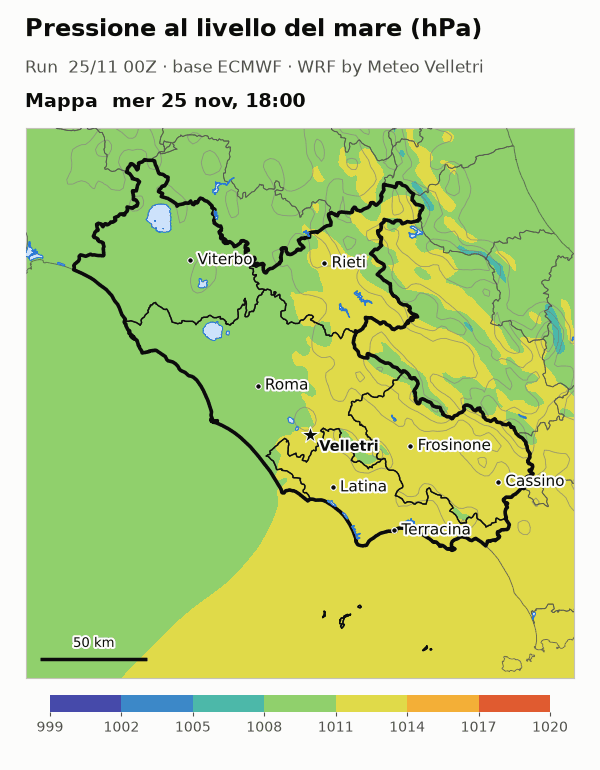 Pressione al livello del mare (hPa)
Run  25/11 00Z · base ECMWF · WRF by Meteo Velletri
Mappa  mer 25 nov, 18:00
Viterbo
Rieti
Roma
Velletri
Frosinone
Cassino
Latina
Terracina
50 km
999 1002 1005 1008 1011 1014 1017 1020